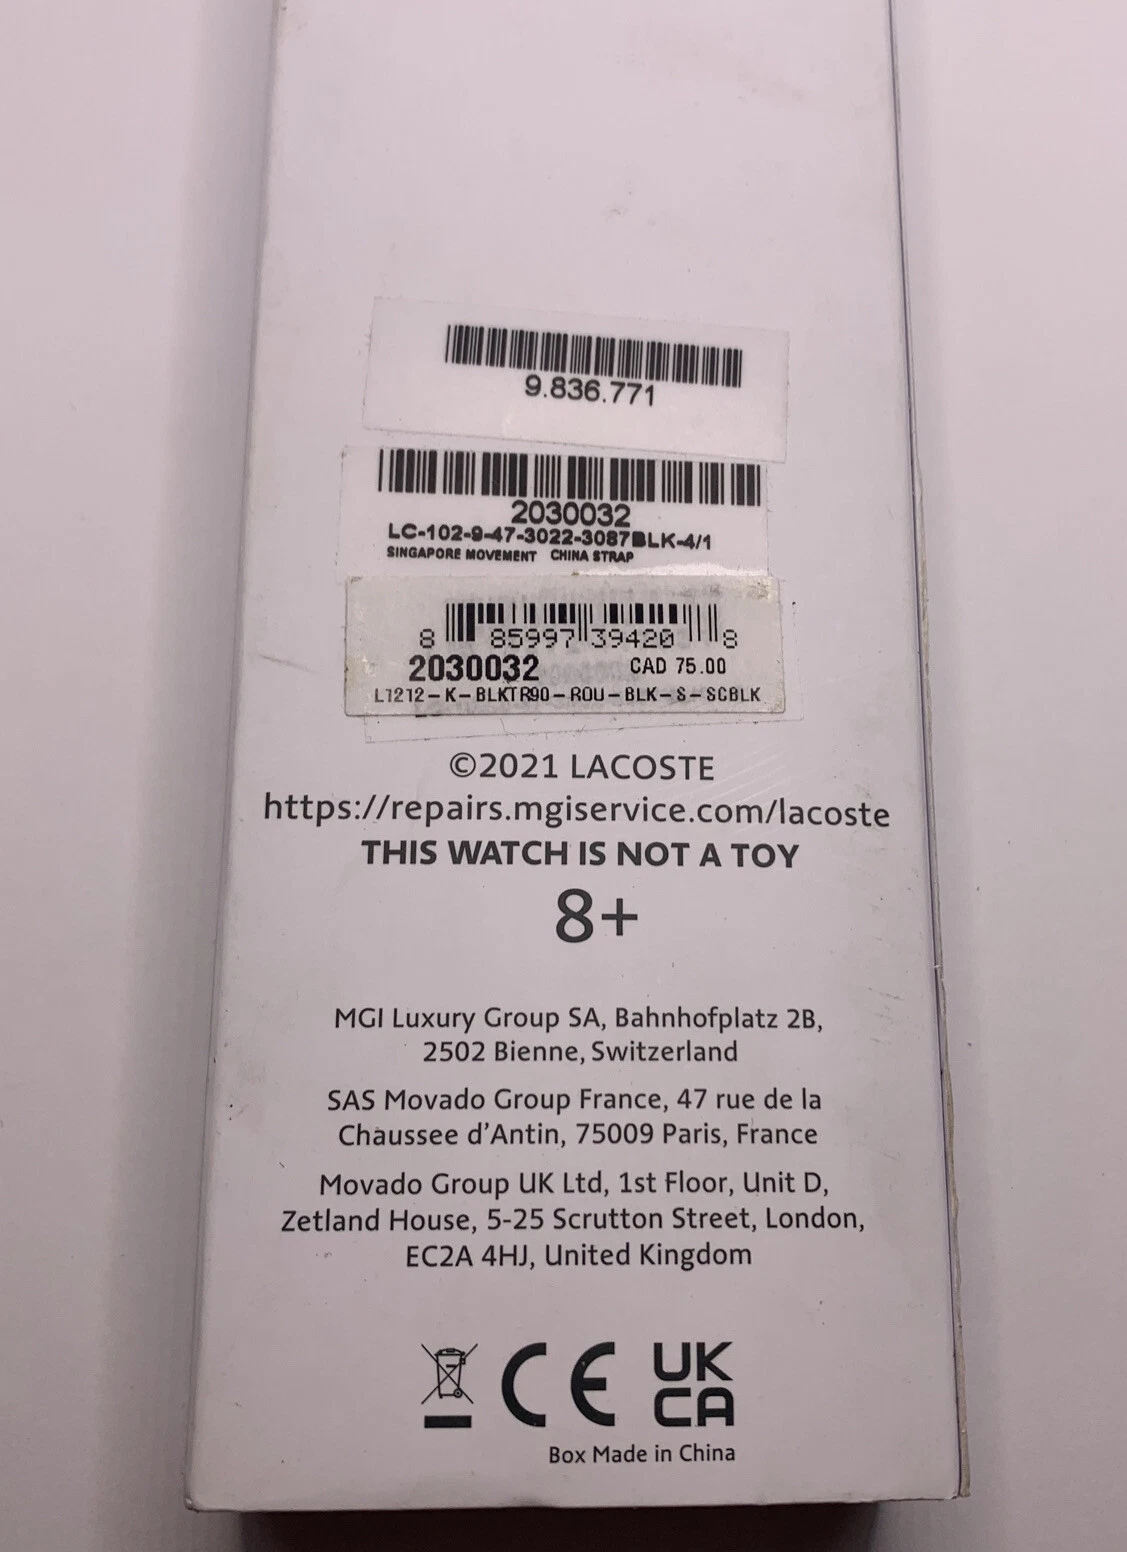 9.836.771
2030032
LC-102-9-47-3022-3087BLK-4/1
SINGAPORE MOVEMENT CHINA STRAP
8 85997 39420 8
2030032 CAD 75.00
L1212-K-BLKTR90-ROU-BLK-S-SCBLK
©2021 LACOSTE
https://repairs.mgiservice.com/lacoste
THIS WATCH IS NOT A TOY
8+
MGI Luxury Group SA, Bahnhofplatz 2B,
2502 Bienne, Switzerland
SAS Movado Group France, 47 rue de la
Chaussee d'Antin, 75009 Paris, France
Movado Group UK Ltd, 1st Floor, Unit D,
Zetland House, 5-25 Scrutton Street, London,
EC2A 4HJ, United Kingdom
CE UK
CA
Box Made in China